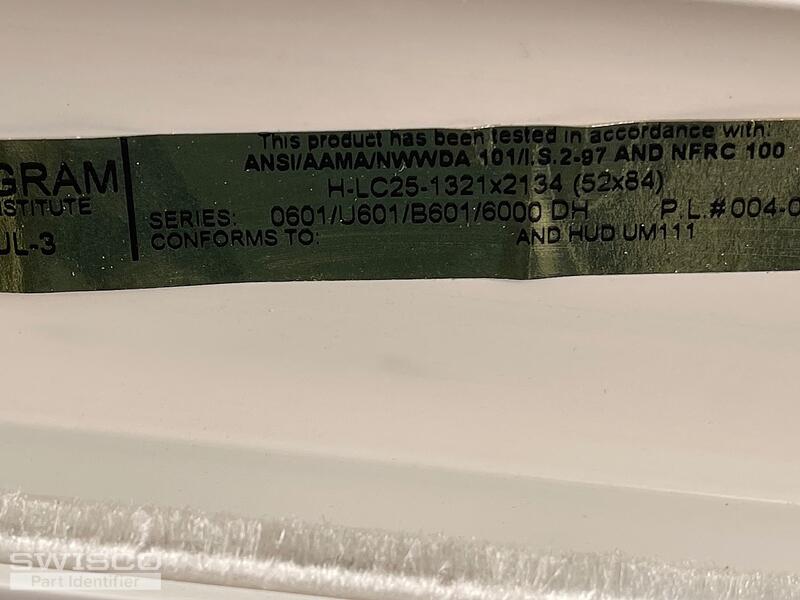 GRAM
NSTITUTE
UL-3
This product has been tested in accordance with:
ANSI/AAMA/NWWDA 101/I.S.2-97 AND NFRC 100
H-LC25-1321x2134 (52x84)
SERIES: 0601/U601/B601/6000 DH P.L.#004-0
CONFORMS TO: AND HUD UM111
SWISCO
Part Identifier